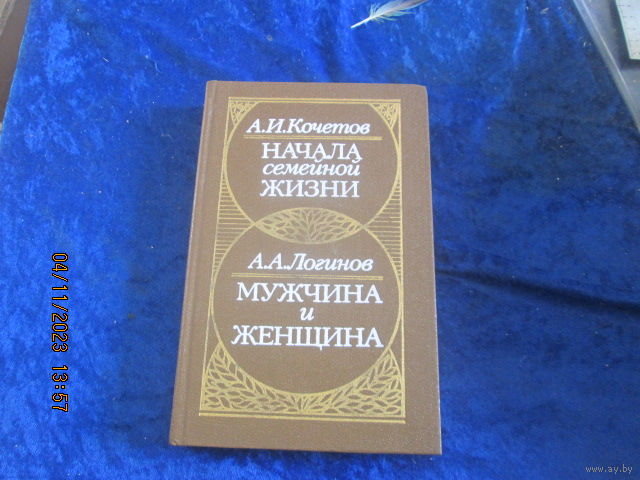 А.И.Кочетов
НАЧАЛА
семейной
ЖИЗНИ
А.А.Логинов
МУЖЧИНА
и
ЖЕНЩИНА
04/11/2023 13:57
www.ay.by